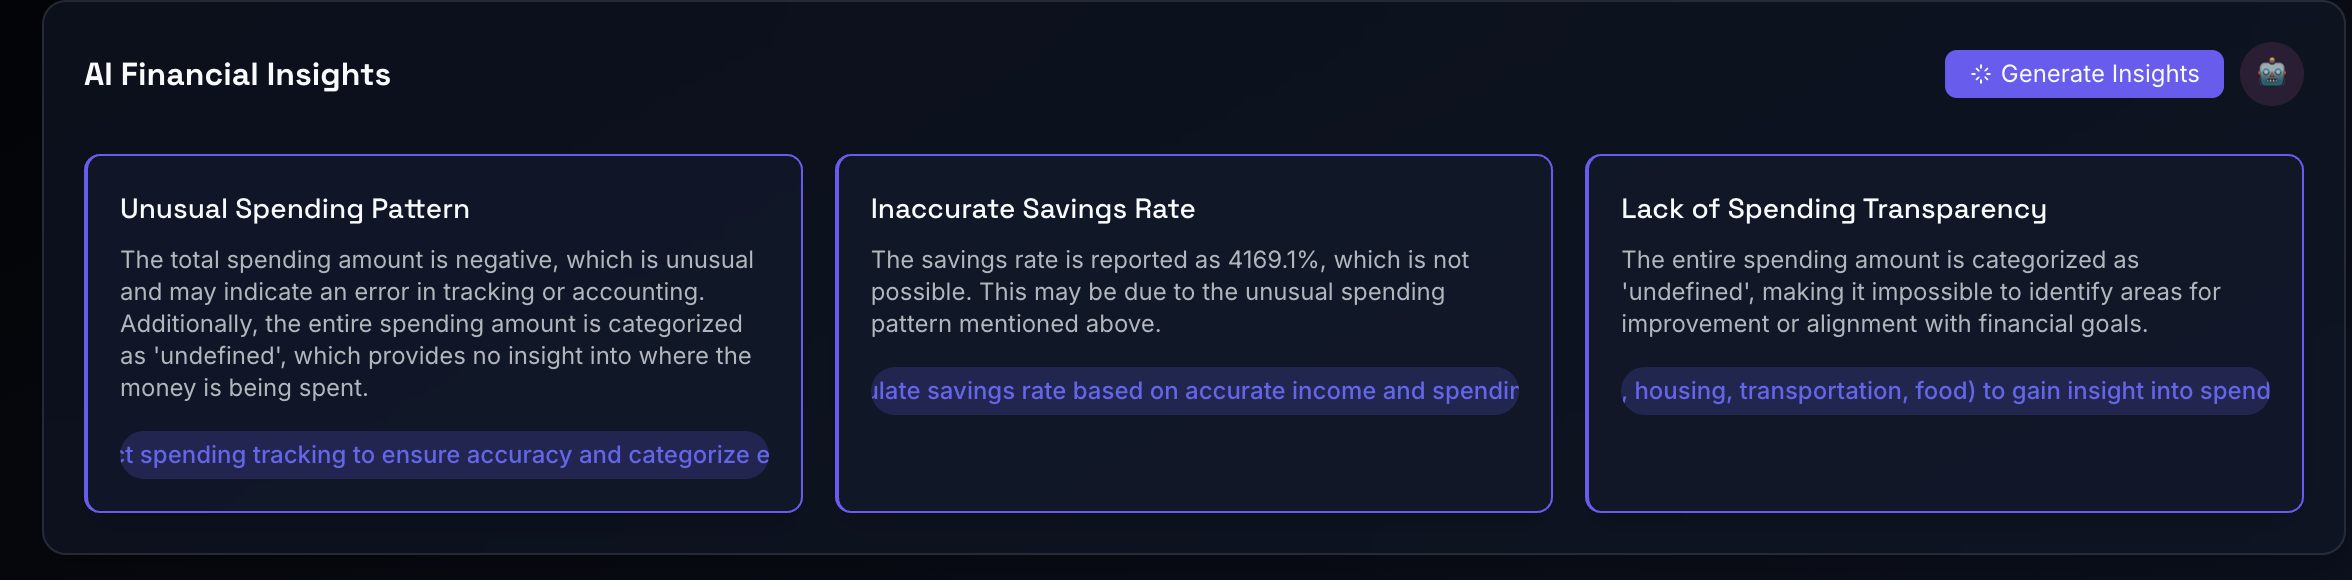 AI Financial Insights
Generate Insights
Unusual Spending Pattern
The total spending amount is negative, which is unusual
and may indicate an error in tracking or accounting.
Additionally, the entire spending amount is categorized
as 'undefined', which provides no insight into where the
money is being spent.
spending tracking to ensure accuracy and categorize
Inaccurate Savings Rate
The savings rate is reported as 4169.1%, which is not
possible. This may be due to the unusual spending
pattern mentioned above.
savings rate based on accurate income and
Lack of Spending Transparency
The entire spending amount is categorized as
'undefined', making it impossible to identify areas for
improvement or alignment with financial goals.
, housing, transportation, food) to gain insight into spend